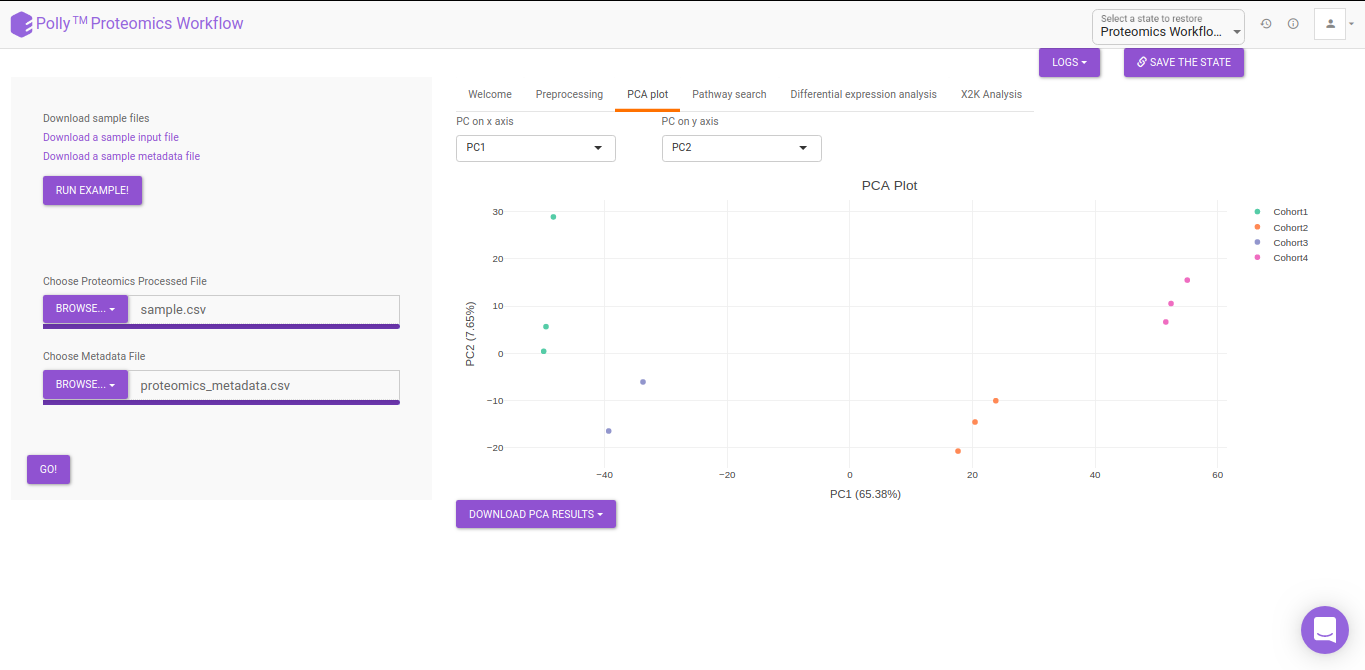 Polly™ Proteomics Workflow
Select a state to restore
Proteomics Workflo...
LOGS
SAVE THE STATE
Download sample files
Download a sample input file
Download a sample metadata file
RUN EXAMPLE!
Choose Proteomics Processed File
BROWSE... sample.csv
Choose Metadata File
BROWSE... proteomics_metadata.csv
GO!
Welcome Preprocessing PCA plot Pathway search Differential expression analysis X2K Analysis
PC on x axis PC on y axis
PC1 PC2
PCA Plot
30
20
10
0
−10
−20
PC2 (7.65%)
−40 −20 0 20 40 60
PC1 (65.38%)
Cohort1
Cohort2
Cohort3
Cohort4
DOWNLOAD PCA RESULTS